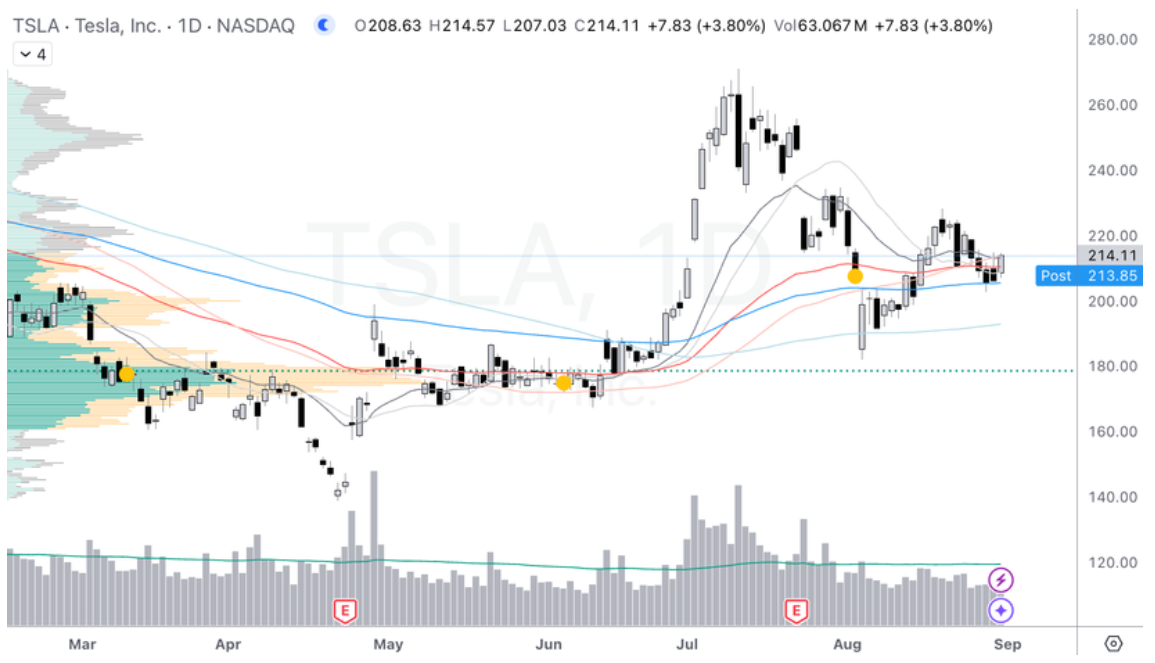 TSLA · Tesla, Inc. · 1D · NASDAQ O208.63 H214.57 L207.03 C214.11 +7.83 (+3.80%) Vol63.067 M +7.83 (+3.80%)
4
280.00
260.00
240.00
220.00
214.11
Post 213.85
200.00
180.00
160.00
140.00
120.00
TSLA, 1D
Tesla, Inc.
E E
Mar Apr May Jun Jul Aug Sep